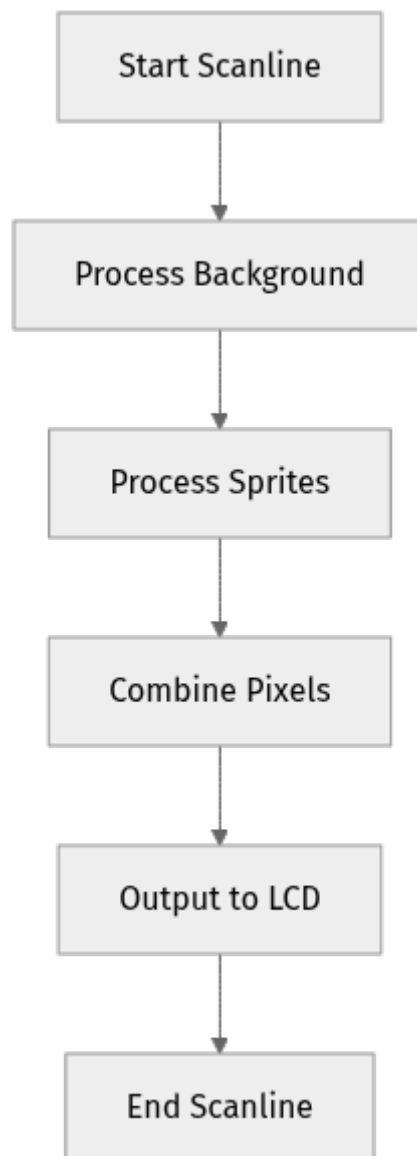 Start Scanline
Process Background
Process Sprites
Combine Pixels
Output to LCD
End Scanline